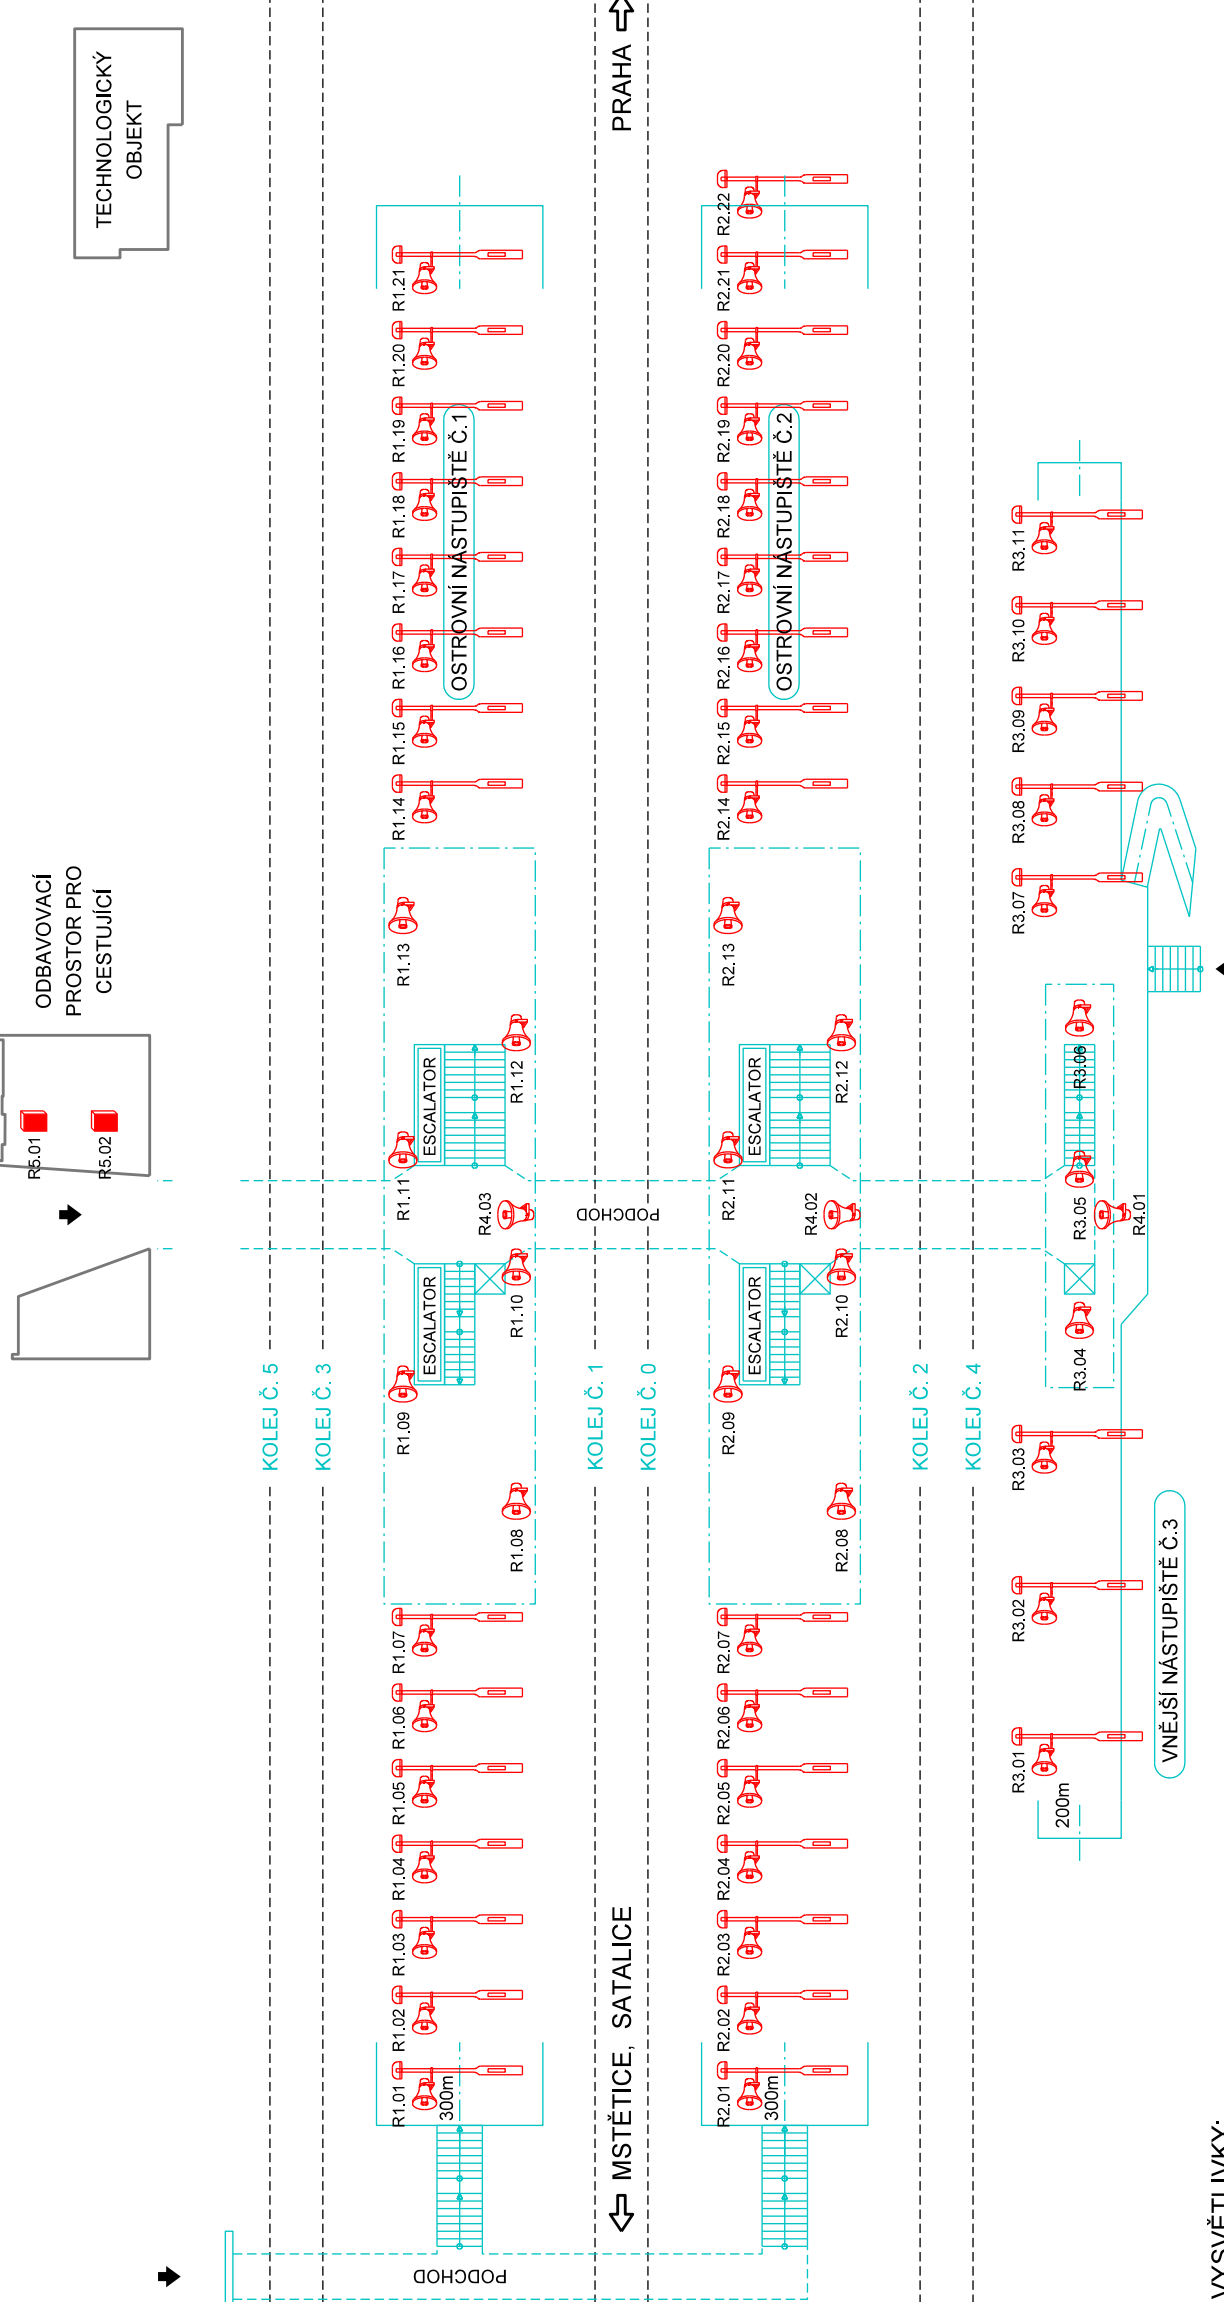 TECHNOLOGICKÝ
OBJEKT
ODBAVOVACÍ
PROSTOR PRO
CESTUJÍCÍ
R5.01
R5.02
PRAHA
MSTĚTICE, SATALICE
KOLEJ Č. 5
KOLEJ Č. 3
KOLEJ Č. 1
KOLEJ Č. 0
KOLEJ Č. 2
KOLEJ Č. 4
OSTROVNÍ NÁSTUPIŠTĚ Č.1
R1.01
R1.02
R1.03
R1.04
R1.05
R1.06
R1.07
R1.08
R1.09
R1.10
R1.11
R1.12
R1.13
R1.14
R1.15
R1.16
R1.17
R1.18
R1.19
R1.20
R1.21
300m
ESCALATOR
ESCALATOR
R4.03
PODCHOD
OSTROVNÍ NÁSTUPIŠTĚ Č.2
R2.01
R2.02
R2.03
R2.04
R2.05
R2.06
R2.07
R2.08
R2.09
R2.10
R2.11
R2.12
R2.13
R2.14
R2.15
R2.16
R2.17
R2.18
R2.19
R2.20
R2.21
R2.22
300m
ESCALATOR
ESCALATOR
R4.02
VNĚJŠÍ NÁSTUPIŠTĚ Č.3
R3.01
R3.02
R3.03
R3.04
R3.05
R3.06
R3.07
R3.08
R3.09
R3.10
R3.11
200m
R4.01
PODCHOD
VYSVĚTLIVKY: